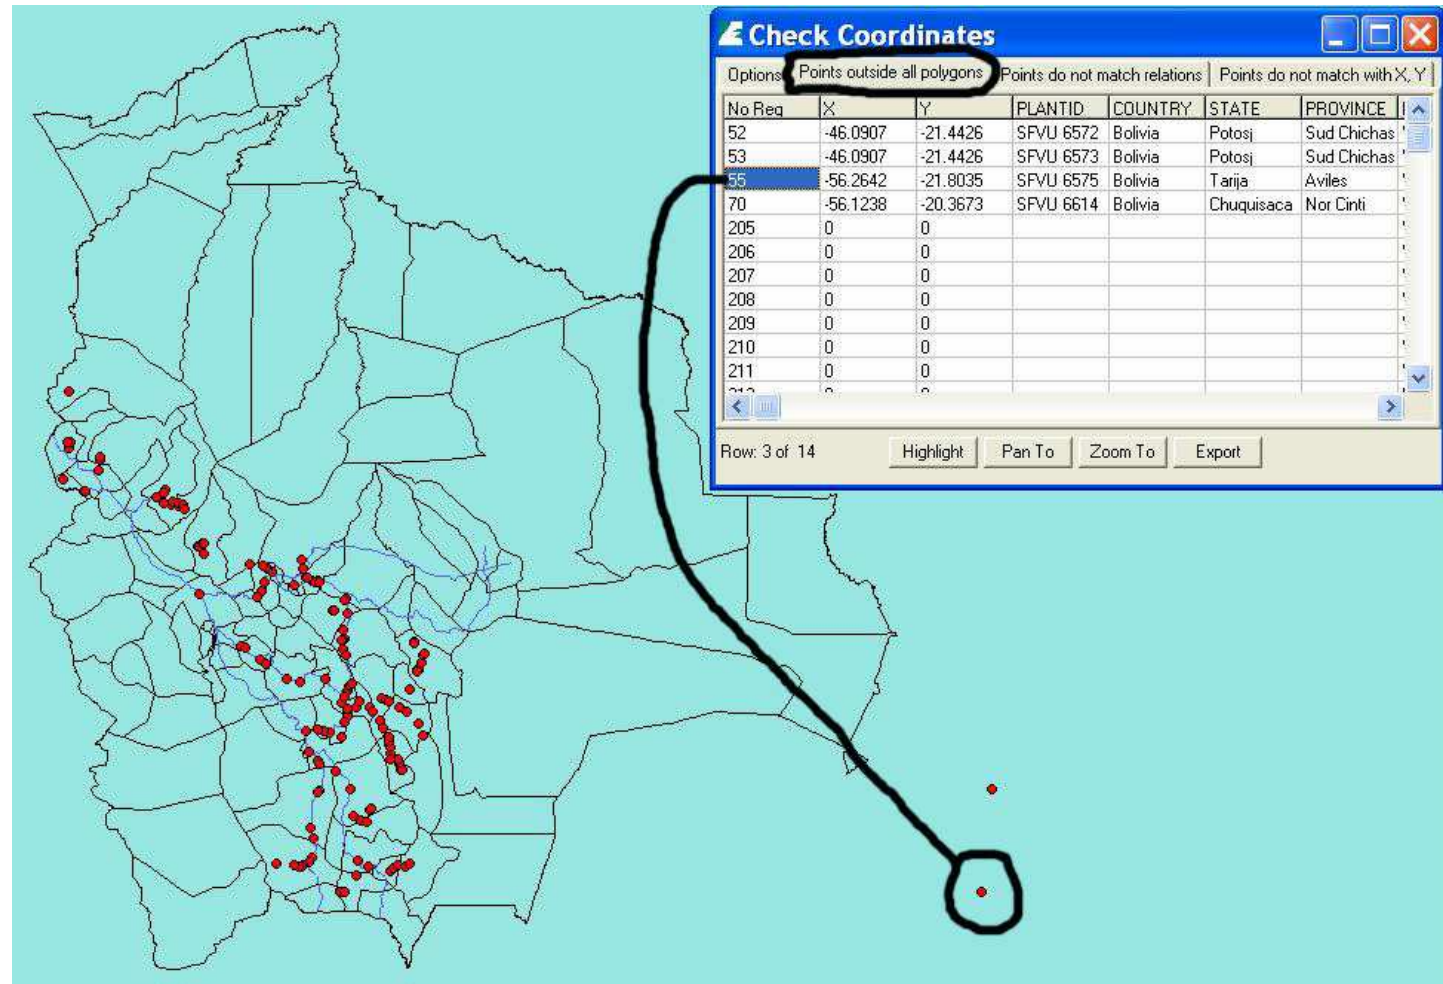 Check Coordinates
Options Points outside all polygons Points do not match relations Points do not match with X, Y
No Reg X Y PLANTID COUNTRY STATE PROVINCE
52 -46.0907 -21.4426 SFVU 6572 Bolivia Potosj Sud Chichas
53 -46.0907 -21.4426 SFVU 6573 Bolivia Potosj Sud Chichas
55 -56.2642 -21.8035 SFVU 6575 Bolivia Tarija Aviles
70 -56.1238 -20.3673 SFVU 6614 Bolivia Chuquisaca Nor Cinti
205 0 0
206 0 0
207 0 0
208 0 0
209 0 0
210 0 0
211 0 0
Row: 3 of 14 Highlight Pan To Zoom To Export